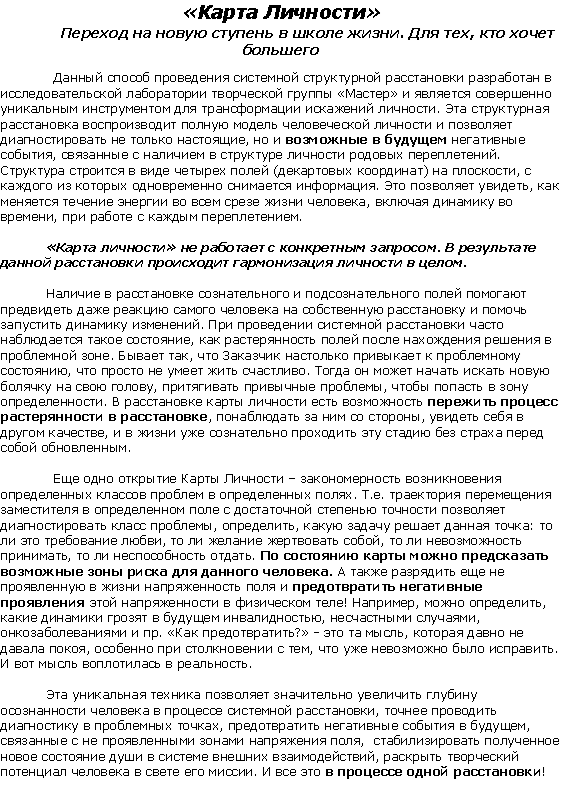 «Карта Личности»
Переход на новую ступень в школе жизни. Для тех, кто хочет
большего
Данный способ проведения системной структурной расстановки разработан в
исследовательской лаборатории творческой группы «Мастер» и является совершенно
уникальным инструментом для трансформации искажений личности. Эта структурная
расстановка воспроизводит полную модель человеческой личности и позволяет
диагностировать не только настоящие, но и возможные в будущем негативные
события, связанные с наличием в структуре личности родовых переплетений.
Структура строится в виде четырех полей (декартовых координат) на плоскости, с
каждого из которых одновременно снимается информация. Это позволяет увидеть, как
меняется течение энергии во всем срезе жизни человека, включая динамику во
времени, при работе с каждым переплетением.
«Карта личности» не работает с конкретным запросом. В результате
данной расстановки происходит гармонизация личности в целом.
Наличие в расстановке сознательного и подсознательного полей помогают
предвидеть даже реакцию самого человека на собственную расстановку и помочь
запустить динамику изменений. При проведении системной расстановки часто
наблюдается такое состояние, как растерянность полей после нахождения решения в
проблемной зоне. Бывает так, что Заказчик настолько привыкает к проблемному
состоянию, что просто не умеет жить счастливо. Тогда он может начать искать новую
болячку на свою голову, притягивать привычные проблемы, чтобы попасть в зону
определенности. В расстановке карты личности есть возможность пережить процесс
растерянности в расстановке, понаблюдать за ним со стороны, увидеть себя в
другом качестве, и в жизни уже сознательно проходить эту стадию без страха перед
собой обновленным.
Еще одно открытие Карты Личности – закономерность возникновения
определенных классов проблем в определенных полях. Т.е. траектория перемещения
заместителя в определенном поле с достаточной степенью точности позволяет
диагностировать класс проблемы, определить, какую задачу решает данная точка: то
ли это требование любви, то ли желание жертвовать собой, то ли невозможность
принимать, то ли неспособность отдать. По состоянию карты можно предсказать
возможные зоны риска для данного человека. А также разрядить еще не
проявленную в жизни напряженность поля и предотвратить негативные
проявления этой напряженности в физическом теле! Например, можно определить,
какие динамики грозят в будущем инвалидностью, несчастными случаями,
онкозаболеваниями и пр. «Как предотвратить?» – это та мысль, которая давно не
давала покоя, особенно при столкновении с тем, что уже невозможно было исправить.
И вот мысль воплотилась в реальность.
Эта уникальная техника позволяет значительно увеличить глубину
осознанности человека в процессе системной расстановки, точнее проводить
диагностику в проблемных точках, предотвратить негативные события в будущем,
связанные с не проявленными зонами напряжения поля, стабилизировать полученное
новое состояние души в системе внешних взаимодействий, раскрыть творческий
потенциал человека в свете его миссии. И все это в процессе одной расстановки!